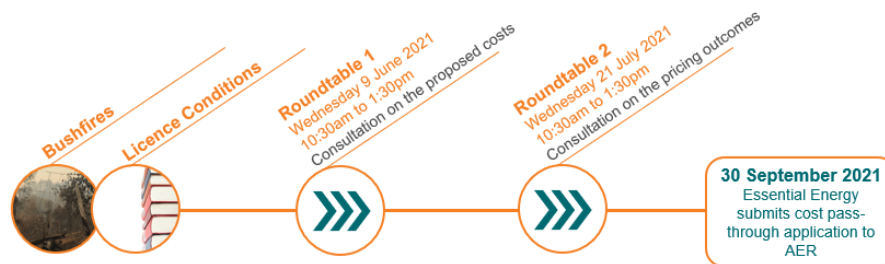 Bushfires
Licence Conditions
Roundtable 1
Wednesday 9 June 2021
10:30am to 1:30pm
Consultation on the proposed costs
Roundtable 2
Wednesday 21 July 2021
10:30am to 1:30pm
Consultation on the pricing outcomes
30 September 2021
Essential Energy
submits cost pass-
through application to
AER